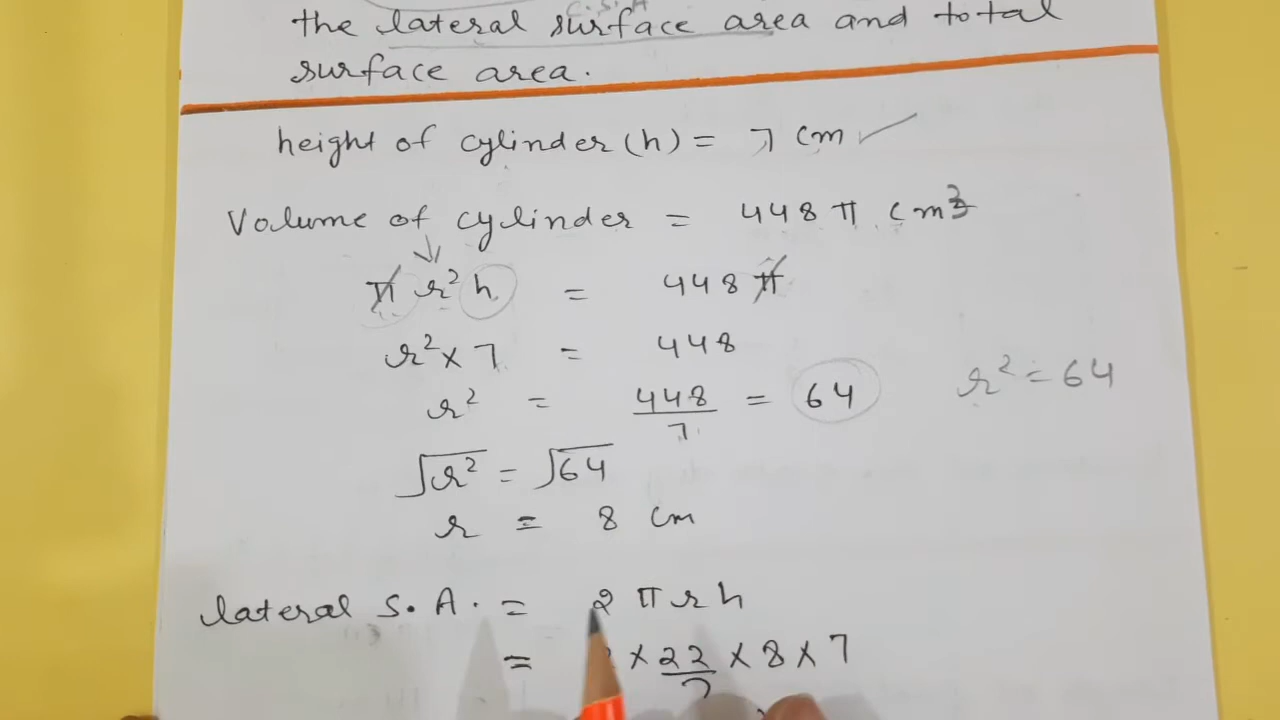 C.S.A
the lateral surface area and total
surface area.
height of cylinder (h) = 7 cm ✓
Volume of cylinder = 448 π cm³
π r² h = 448 π
r² × 7 = 448
r² = 448/7 = 64
r² = 64
√r² = √64
r = 8 cm
lateral S.A. = 2 π r h
= × 22/7 × 8 × 7